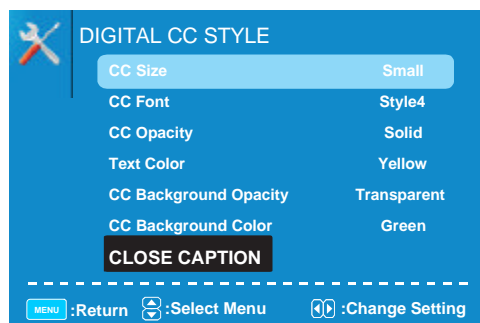 DIGITAL CC STYLE
CC Size Small
CC Font Style4
CC Opacity Solid
Text Color Yellow
CC Background Opacity Transparent
CC Background Color Green
CLOSE CAPTION
MENU :Return :Select Menu :Change Setting